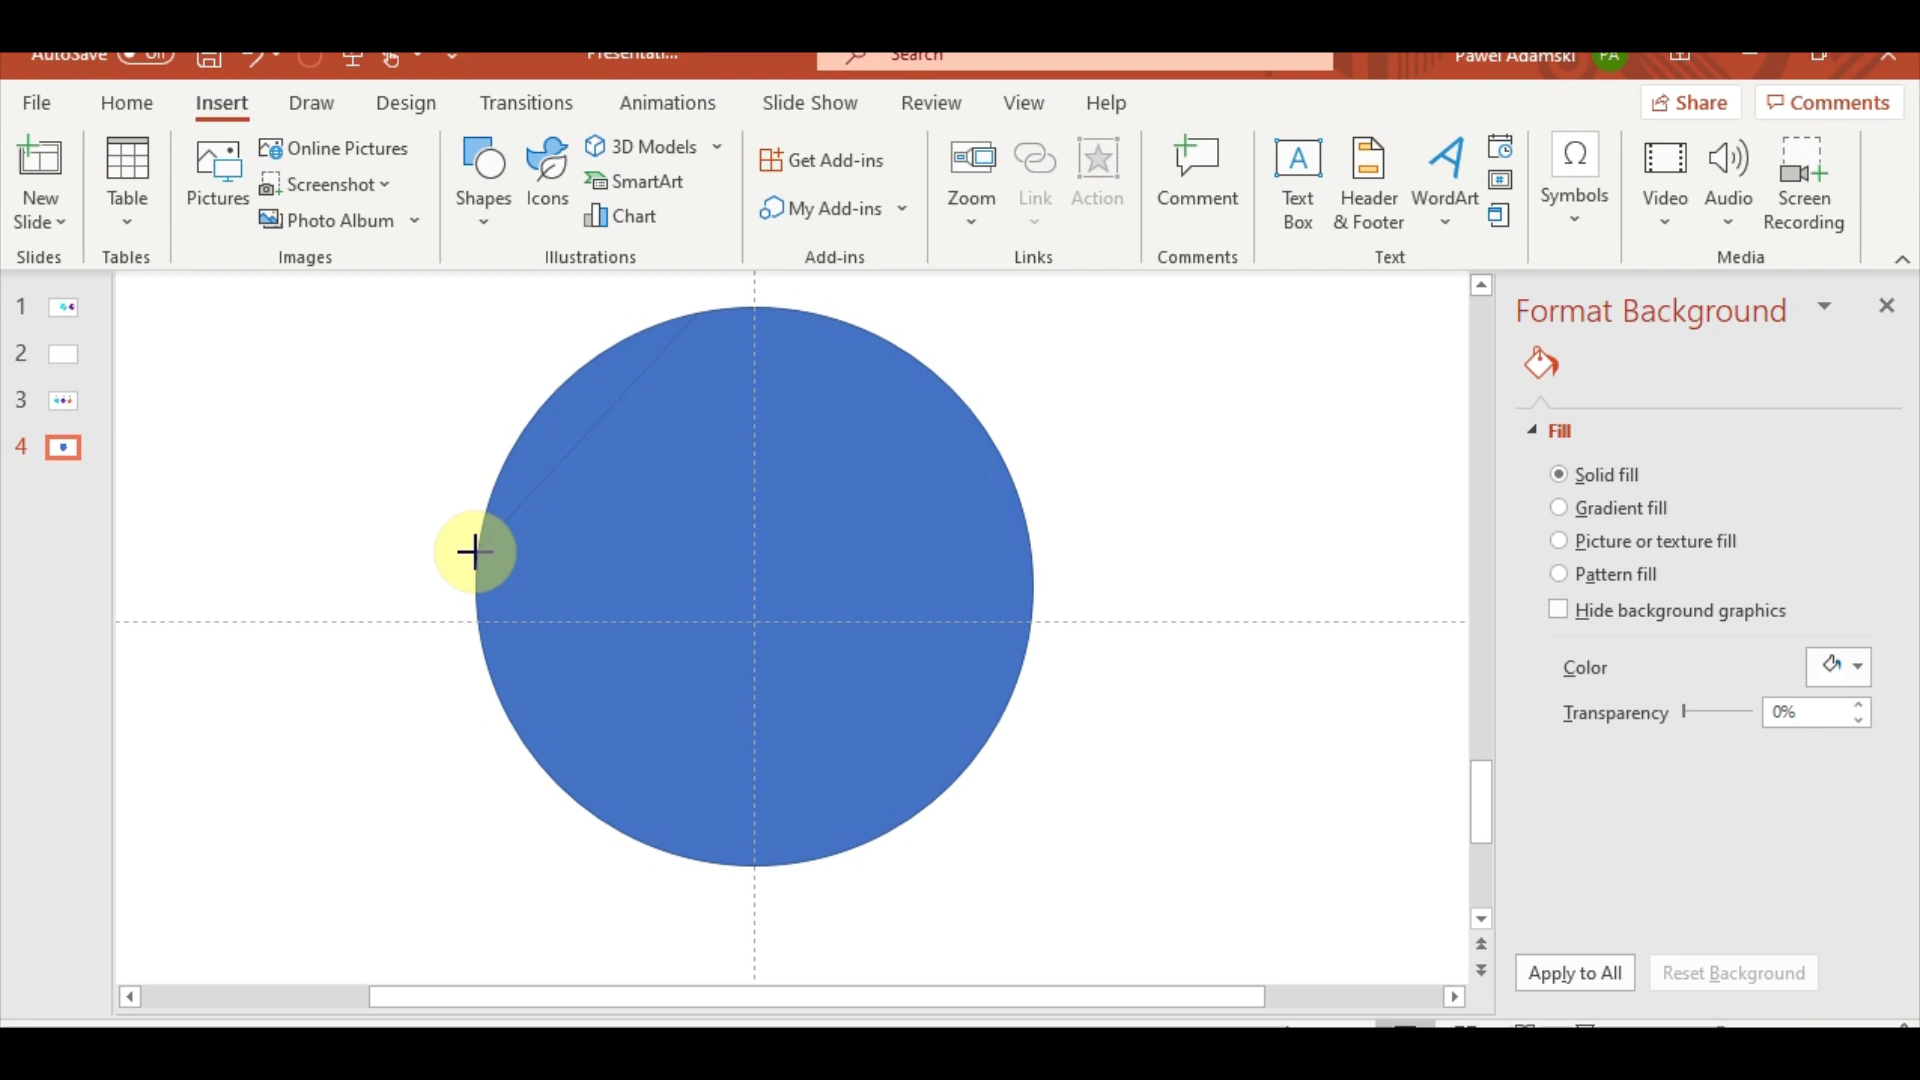 AutoSave Off Presentati... Search Pawel Adamski PA
File Home Insert Draw Design Transitions Animations Slide Show Review View Help Share Comments
New Slide
Table
Pictures
Online Pictures
Screenshot
Photo Album
Shapes
Icons
3D Models
SmartArt
Chart
Get Add-ins
My Add-ins
Zoom
Link
Action
Comment
Text Box
Header & Footer
WordArt
Symbols
Video
Audio
Screen Recording
Slides Tables Images Illustrations Add-ins Links Comments Text Media
1
2
3
4
Format Background
Fill
Solid fill
Gradient fill
Picture or texture fill
Pattern fill
Hide background graphics
Color
Transparency 0%
Apply to All Reset Background